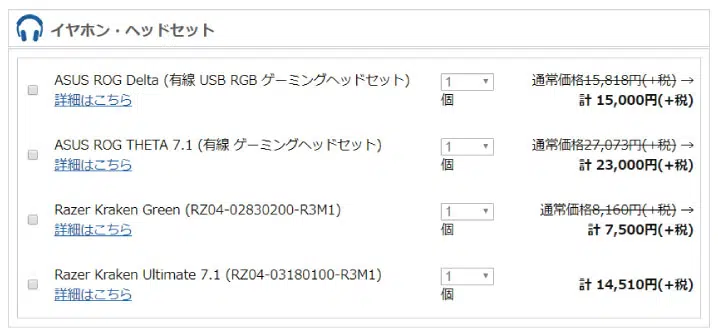 イヤホン・ヘッドセット
ASUS ROG Delta (有線 USB RGB ゲーミングヘッドセット) 1 通常価格15,818円(+税) →
詳細はこちら 個 計 15,000円(+税)
ASUS ROG THETA 7.1 (有線 ゲーミングヘッドセット) 1 通常価格27,073円(+税) →
詳細はこちら 個 計 23,000円(+税)
Razer Kraken Green (RZ04-02830200-R3M1) 1 通常価格8,160円(+税) →
詳細はこちら 個 計 7,500円(+税)
Razer Kraken Ultimate 7.1 (RZ04-03180100-R3M1) 1
詳細はこちら 個 計 14,510円(+税)